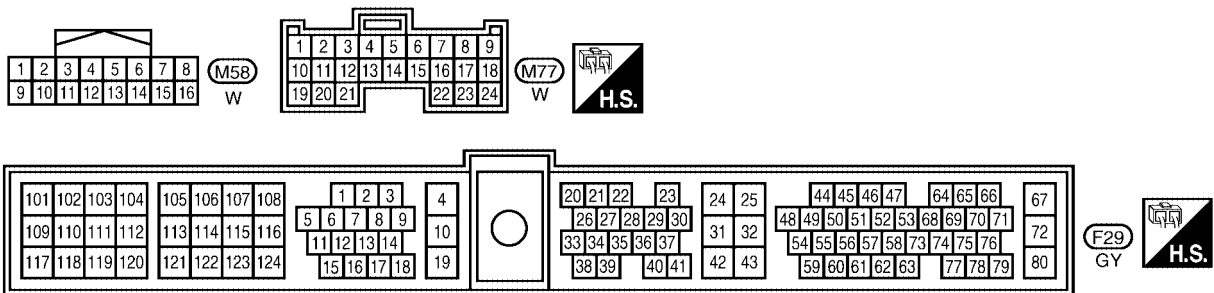 1 2 3 4 5 6 7 8
9 10 11 12 13 14 15 16
M58
W
1 2 3 4 5 6 7 8 9
10 11 12 13 14 15 16 17 18
19 20 21 22 23 24
M77
W
H.S.
101 102 103 104 105 106 107 108 1 2 3 4 20 21 22 23 24 25 44 45 46 47 64 65 66 67
5 6 7 8 9 26 27 28 29 30 48 49 50 51 52 53 68 69 70 71
109 110 111 112 113 114 115 116 10 31 32 72
11 12 13 14 33 34 35 36 37 54 55 56 57 58 73 74 75 76
117 118 119 120 121 122 123 124 15 16 17 18 19 38 39 40 41 42 43 59 60 61 62 63 77 78 79 80
F29
GY
H.S.